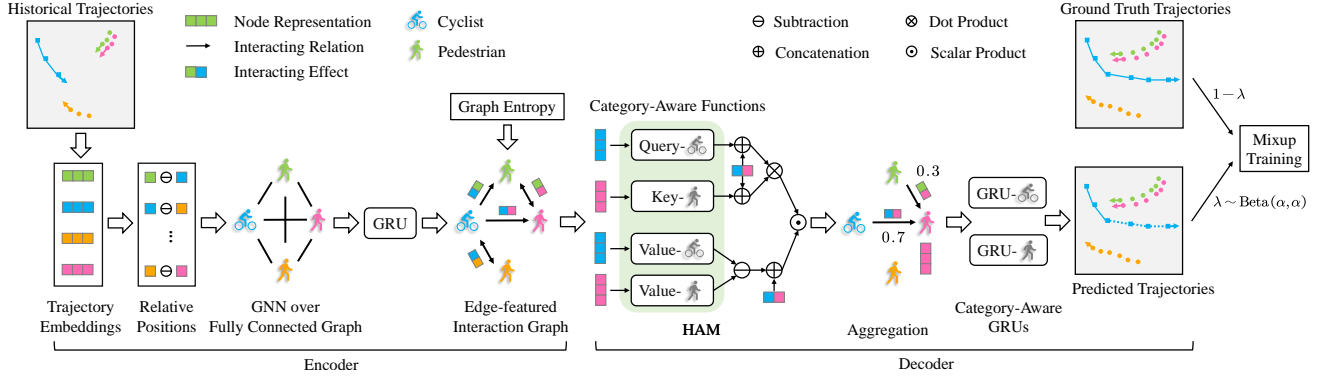 Historical Trajectories
Node Representation
Interacting Relation
Interacting Effect
Cyclist
Pedestrian
Subtraction
Concatenation
Dot Product
Scalar Product
Ground Truth Trajectories
Graph Entropy
Category-Aware Functions
Query-
Key-
Value-
Value-
HAM
GRU
0.3
0.7
GRU-
GRU-
1−λ
λ~Beta(α,α)
Mixup
Training
Trajectory
Embeddings
Relative
Positions
GNN over
Fully Connected Graph
Edge-featured
Interaction Graph
Aggregation
Category-Aware
GRUs
Predicted Trajectories
Encoder
Decoder